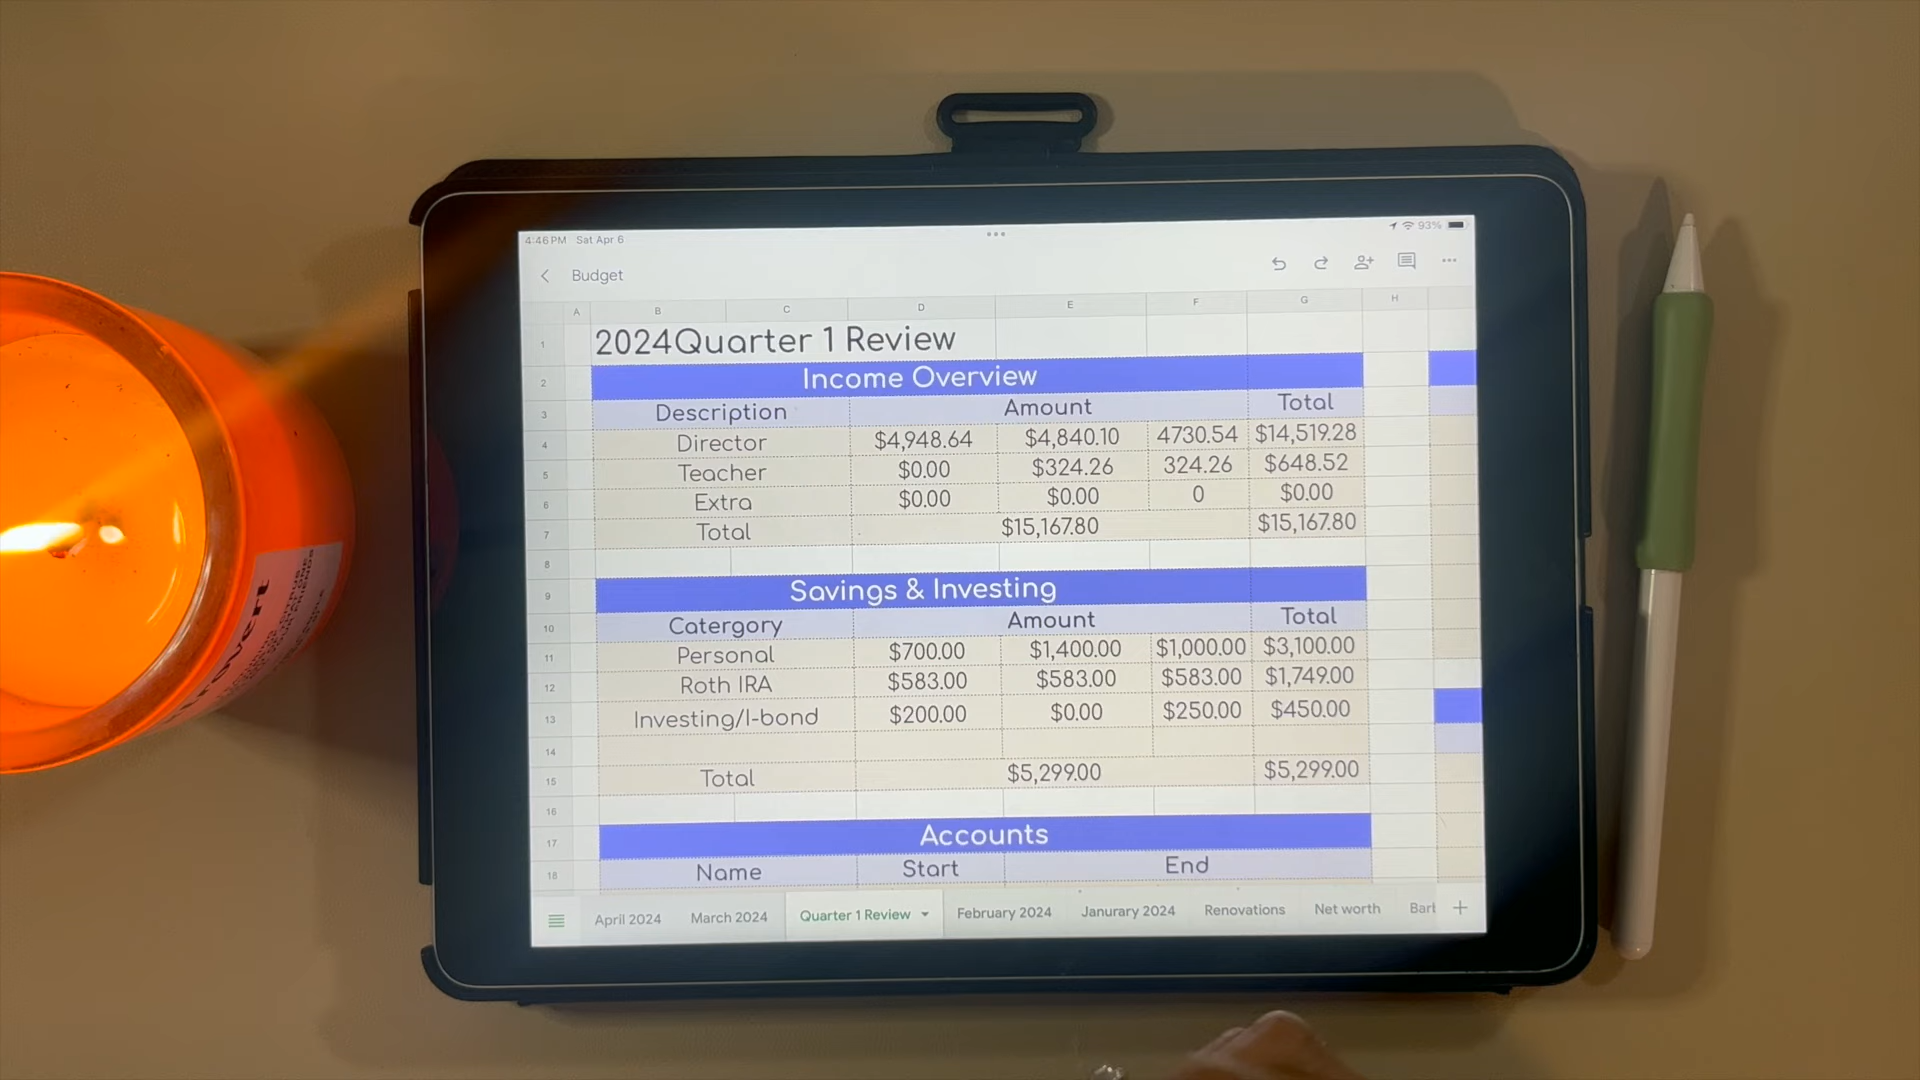 4:46 PM Sat Apr 6
93%
Budget
A B C D E F G H
1 2024Quarter 1 Review
2 Income Overview
3 Description Amount Total
4 Director $4,948.64 $4,840.10 4730.54 $14,519.28
5 Teacher $0.00 $324.26 324.26 $648.52
6 Extra $0.00 $0.00 0 $0.00
7 Total $15,167.80 $15,167.80
8
9 Savings & Investing
10 Catergory Amount Total
11 Personal $700.00 $1,400.00 $1,000.00 $3,100.00
12 Roth IRA $583.00 $583.00 $583.00 $1,749.00
13 Investing/I-bond $200.00 $0.00 $250.00 $450.00
14
15 Total $5,299.00 $5,299.00
16
17 Accounts
18 Name Start End
April 2024 March 2024 Quarter 1 Review February 2024 Janurary 2024 Renovations Net worth Bart